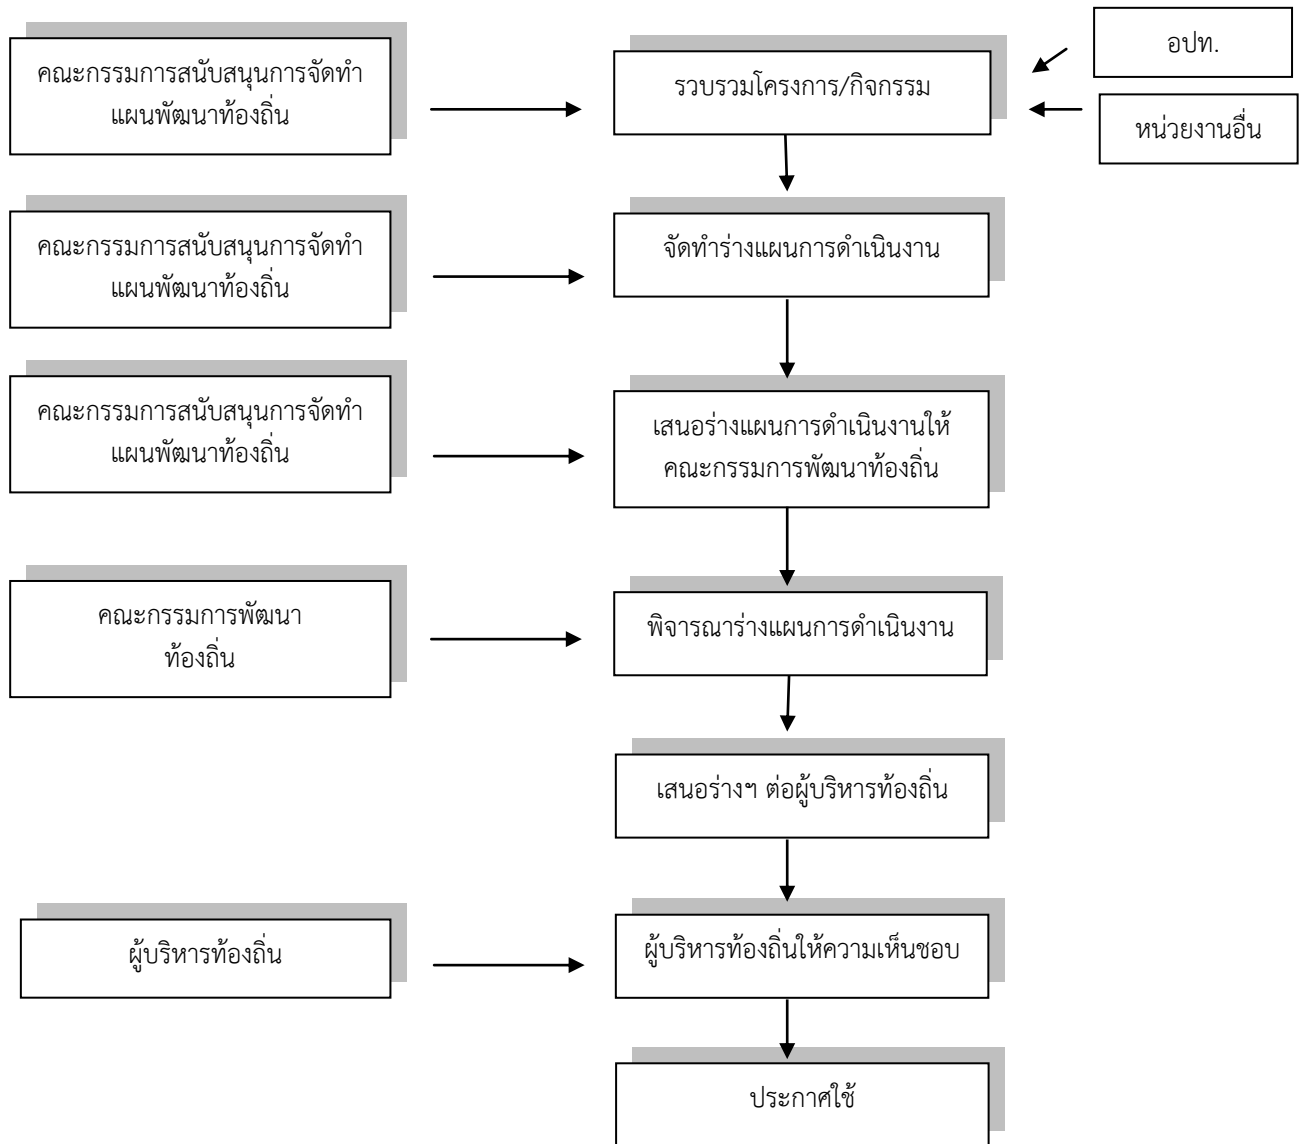 คณะกรรมการสนับสนุนการจัดทำ
แผนพัฒนาท้องถิ่น
รวบรวมโครงการ/กิจกรรม
อปท.
หน่วยงานอื่น
คณะกรรมการสนับสนุนการจัดทำ
แผนพัฒนาท้องถิ่น
จัดทำร่างแผนการดำเนินงาน
คณะกรรมการสนับสนุนการจัดทำ
แผนพัฒนาท้องถิ่น
เสนอร่างแผนการดำเนินงานให้
คณะกรรมการพัฒนาท้องถิ่น
คณะกรรมการพัฒนา
ท้องถิ่น
พิจารณาร่างแผนการดำเนินงาน
เสนอร่างฯ ต่อผู้บริหารท้องถิ่น
ผู้บริหารท้องถิ่น
ผู้บริหารท้องถิ่นให้ความเห็นชอบ
ประกาศใช้